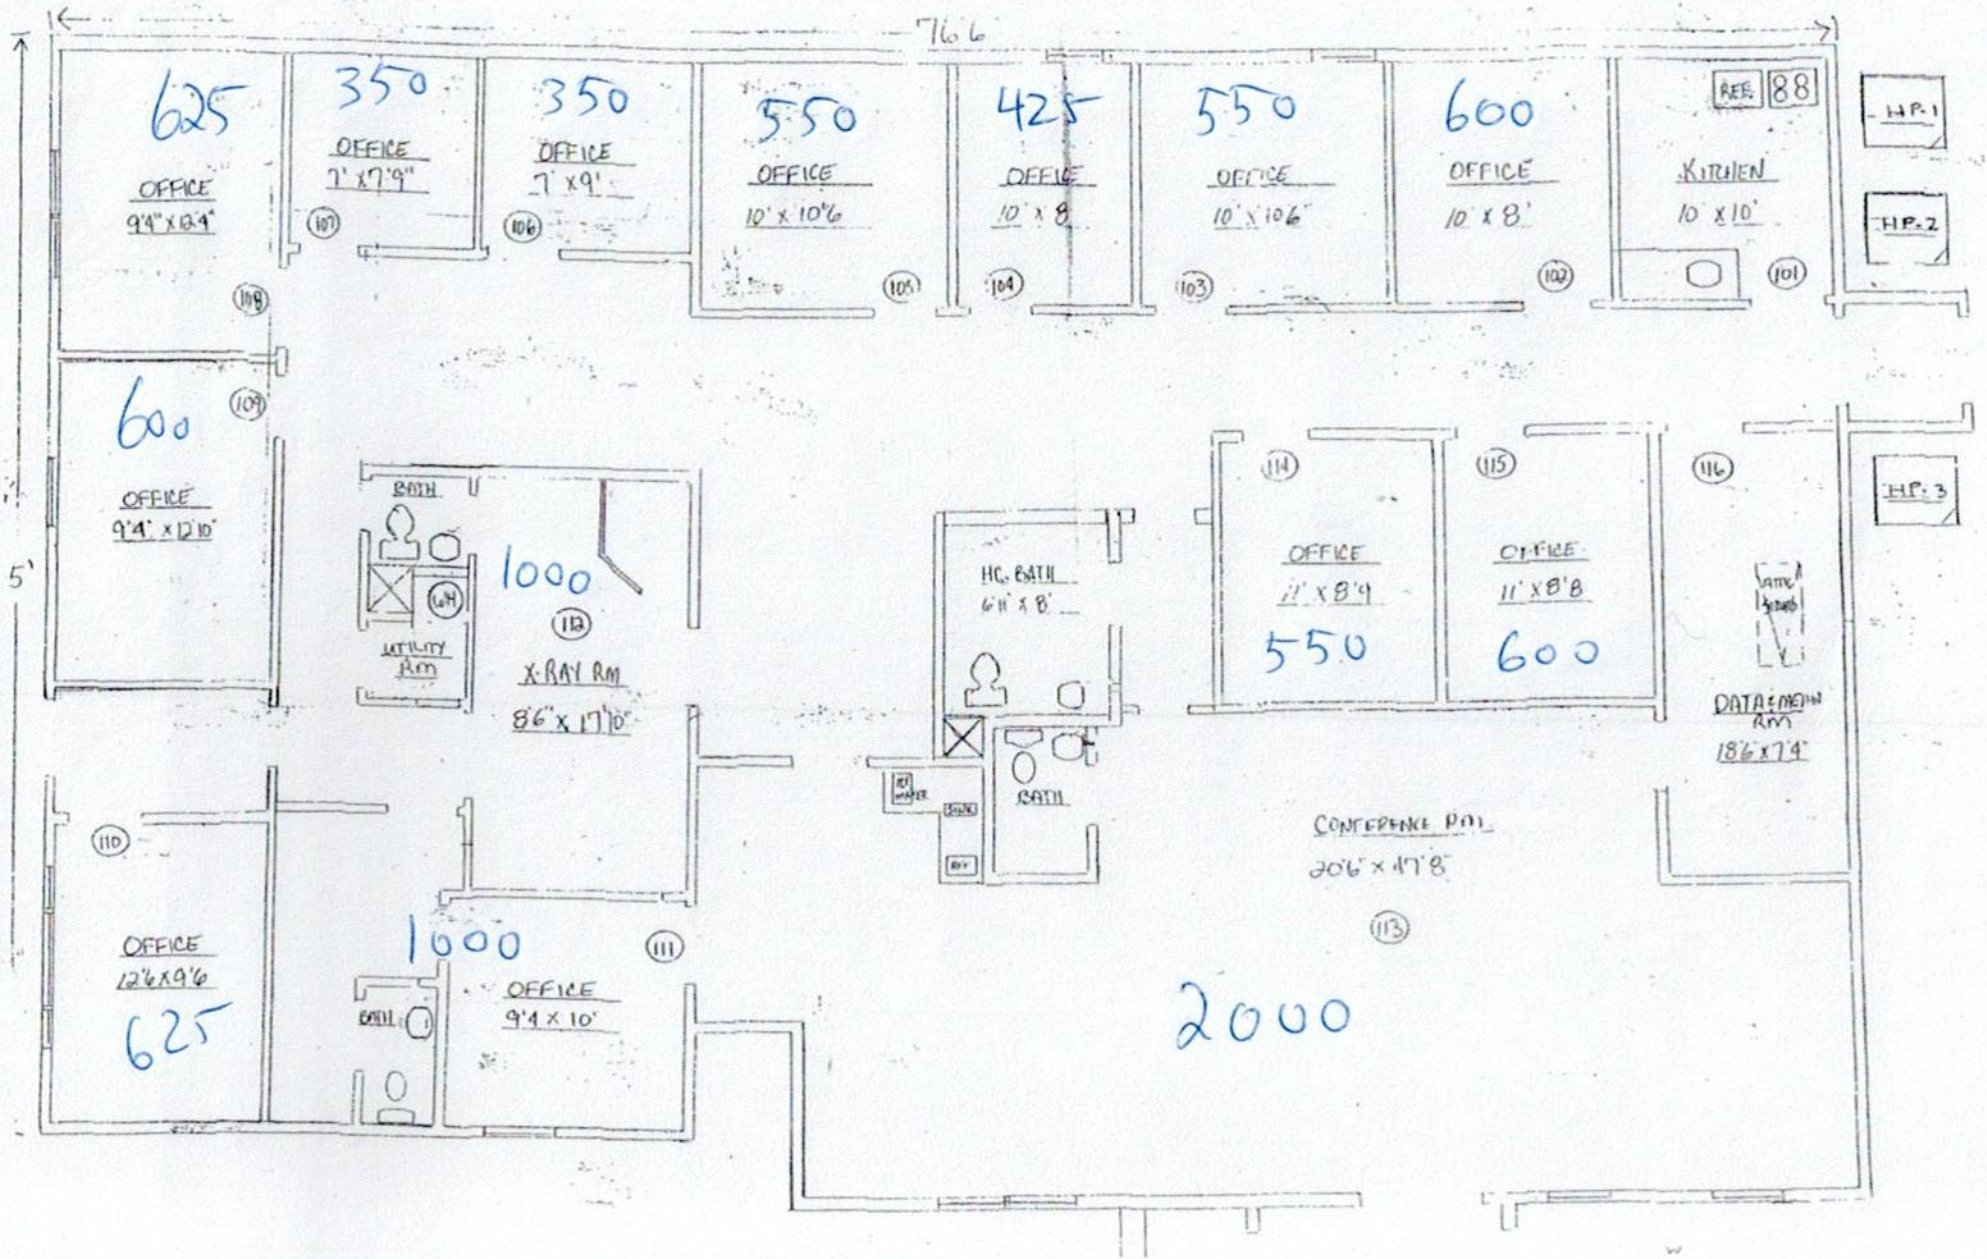 76 6
625
OFFICE
9'4" x 12'4"
108
350
OFFICE
7' x 7'9"
107
350
OFFICE
7' x 9'
106
550
OFFICE
10' x 10'6
105
425
OFFICE
10' x 8
104
550
OFFICE
10' x 10'6"
103
600
OFFICE
10' x 8'
102
REF.
KITCHEN
10' x 10'
101
HP-1
HP-2
HP-3
5'
600
109
OFFICE
9'4" x 12'10"
BATH
WH
UTILITY
RM
1000
112
X-RAY RM
8'6" x 17'10"
HC. BATH
6'11" x 8'
114
OFFICE
11' x 8'9
550
115
OFFICE
11' x 8'8
600
116
DATA &
RM
18'6" x 7'4"
MAKER
SINK
REF
BATH
CONFERENCE RM
20'6" x 47'8"
113
2000
110
OFFICE
12'6 x 9'6
625
1000
111
BATH
OFFICE
9'4 x 10'